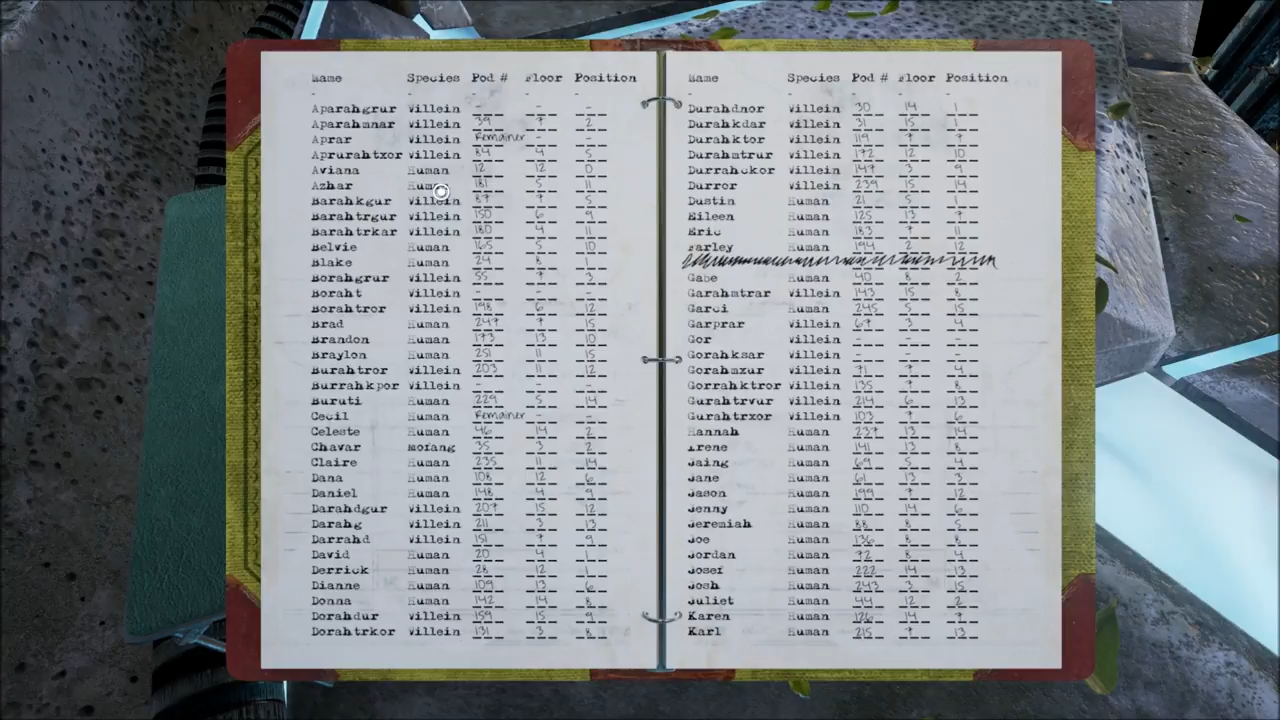 Name Species Pod # Floor Position
- - - - -
Aparahgrur Villein - - -
Aparahmnar Villein 39 7 2
Aprar Villein Remainer - -
Aprurahtxor Villein 84 4 5
Aviana Human 12 12 0
Azhar Human 181 5 11
Barahkgur Villein 87 7 5
Barahtrgur Villein 150 6 9
Barahtrkar Villein 180 4 11
Belvie Human 165 5 10
Blake Human 24 8 1
Borahgrur Villein 55 7 3
Boraht Villein - - -
Borahtror Villein 198 6 12
Brad Human 247 7 15
Brandon Human 173 13 10
Braylon Human 251 11 15
Burahtror Villein 203 11 12
Burrahkpor Villein - - -
Buruti Human 229 5 14
Cecil Human Remainer - -
Celeste Human 46 14 2
Chavar Mofang 35 3 2
Claire Human 235 11 14
Dana Human 108 12 6
Daniel Human 148 4 9
Darahdgur Villein 207 15 12
Darahg Villein 211 3 13
Darrahd Villein 151 7 9
David Human 20 4 1
Derrick Human 28 12 1
Dianne Human 109 13 6
Donna Human 142 14 8
Dorahdur Villein 159 15 9
Dorahtrkor Villein 131 3 8
Name Species Pod # Floor Position
- - - - -
Durahdnor Villein 30 14 1
Durahkdar Villein 31 15 1
Durahktor Villein 119 7 7
Durahmtrur Villein 172 12 10
Durrahckor Villein 147 3 9
Durror Villein 239 15 14
Dustin Human 21 5 1
Eileen Human 125 13 7
Eric Human 183 7 11
Farley Human 194 2 12
Gabe Human 40 8 2
Garahmtrar Villein 143 15 8
Garci Human 245 5 15
Garprar Villein 67 3 4
Gor Villein - - -
Gorahksar Villein - - -
Gorahmxur Villein 71 7 4
Gorrahktror Villein 135 7 8
Gurahtrvur Villein 214 6 13
Gurahtrxor Villein 103 7 6
Hannah Human 237 13 14
Irene Human 141 13 8
Jaing Human 69 5 4
Jane Human 61 13 3
Jason Human 199 7 12
Jenny Human 110 14 6
Jeremiah Human 88 8 5
Joe Human 136 8 8
Jordan Human 72 8 4
Josef Human 222 14 13
Josh Human 243 3 15
Juliet Human 44 12 2
Karen Human 126 14 7
Karl Human 215 7 13